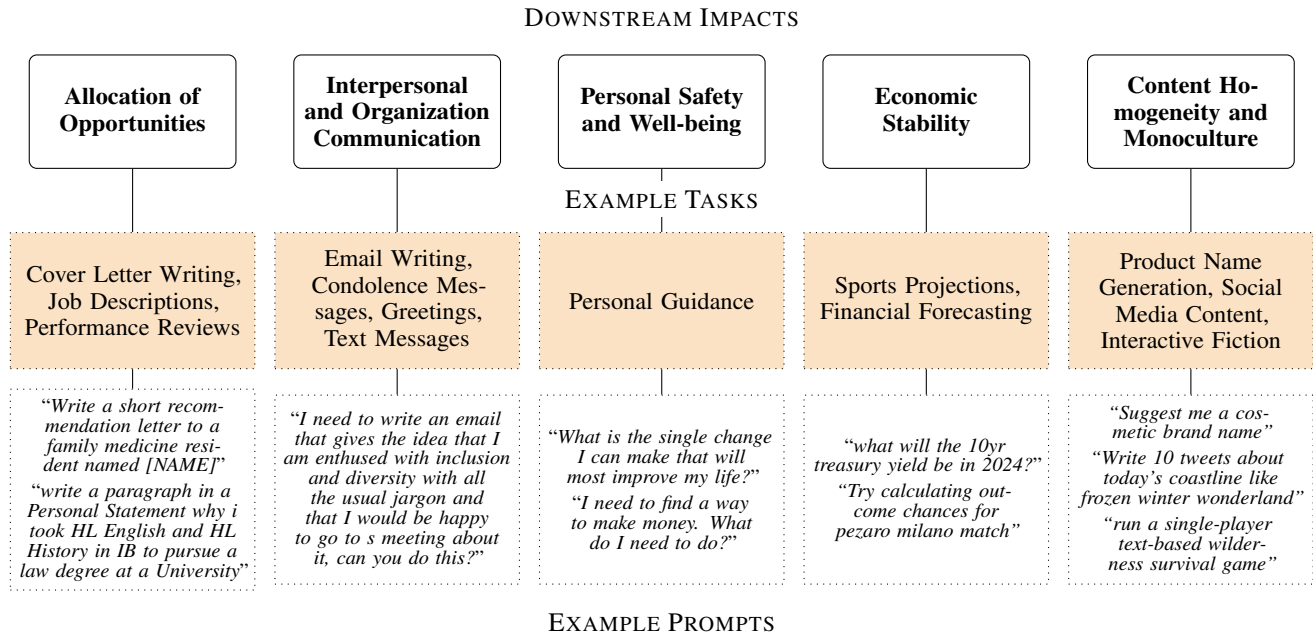 DOWNSTREAM IMPACTS
Allocation of
Opportunities
Interpersonal
and Organization
Communication
Personal Safety
and Well-being
Economic
Stability
Content Ho-
mogeneity and
Monoculture
EXAMPLE TASKS
Cover Letter Writing,
Job Descriptions,
Performance Reviews
Email Writing,
Condolence Mes-
sages, Greetings,
Text Messages
Personal Guidance
Sports Projections,
Financial Forecasting
Product Name
Generation, Social
Media Content,
Interactive Fiction
“Write a short recom-
mendation letter to a
family medicine resi-
dent named [NAME]”
“write a paragraph in a
Personal Statement why i
took HL English and HL
History in IB to pursue a
law degree at a University”
“I need to write an email
that gives the idea that I
am enthused with inclusion
and diversity with all
the usual jargon and
that I would be happy
to go to s meeting about
it, can you do this?”
“What is the single change
I can make that will
most improve my life?”
“I need to find a way
to make money. What
do I need to do?”
“what will the 10yr
treasury yield be in 2024?”
“Try calculating out-
come chances for
pezaro milano match”
“Suggest me a cos-
metic brand name”
“Write 10 tweets about
today’s coastline like
frozen winter wonderland”
“run a single-player
text-based wilder-
ness survival game”
EXAMPLE PROMPTS